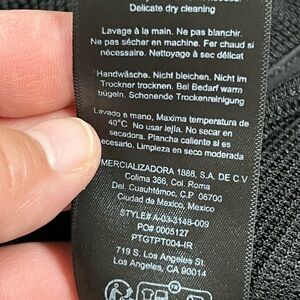 Delicate dry cleaning
Lavage à la main. Ne pas blanchir.
Ne pas sécher en machine. Fer chaud si
nécessaire. Nettoyage à sec délicat
Handwäsche. Nicht bleichen. Nicht im
Trockner trocknen. Bei Bedarf warm
bügeln. Schonende Trockenreinigung
Lavado a mano, Maxima temperatura de
40°C No usar lejía. No secar en
secadora. Plancha caliente si es
necesario. Limpieza en seco moderada
MERCIALIZADORA 1888, S.A. DE C.V
Colima 366, Col. Roma
Del. Cuauhtémoc, C.P 06700
Ciudad de Mexico, Mexico
STYLE# A-03-3148-009
PO# 0005127
PTGTPT004-IR
719 S. Los Angeles St.
Los Angeles, CA 90014